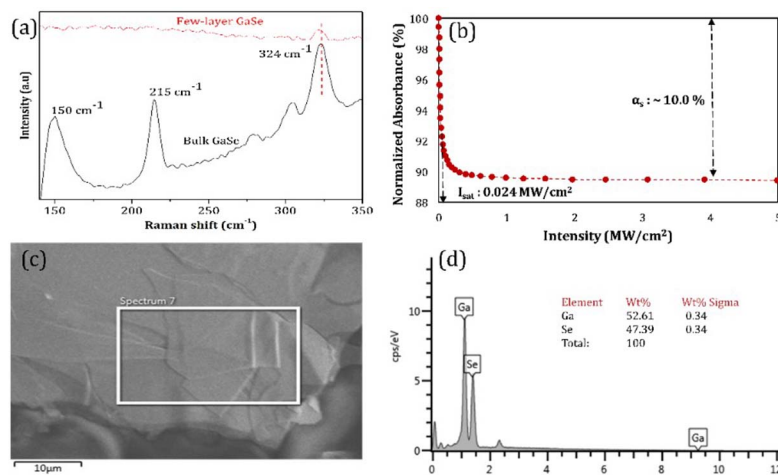 (a)
Few-layer GaSe
324 cm⁻¹
215 cm⁻¹
150 cm⁻¹
Bulk GaSe
Intensity (a.u)
150 200 250 300 350
Raman shift (cm⁻¹)
(b)
Normalized Absorbance (%)
100
98
96
94
92
90
88
αs : ~ 10.0 %
Isat : 0.024 MW/cm²
0 1 2 3 4 5
Intensity (MW/cm²)
(c)
Spectrum 7
10µm
(d)
cps/eV
10
5
0
Ga
Se
Ga
Element Wt% Wt% Sigma
Ga 52.61 0.34
Se 47.39 0.34
Total: 100
0 2 4 6 8 10 12